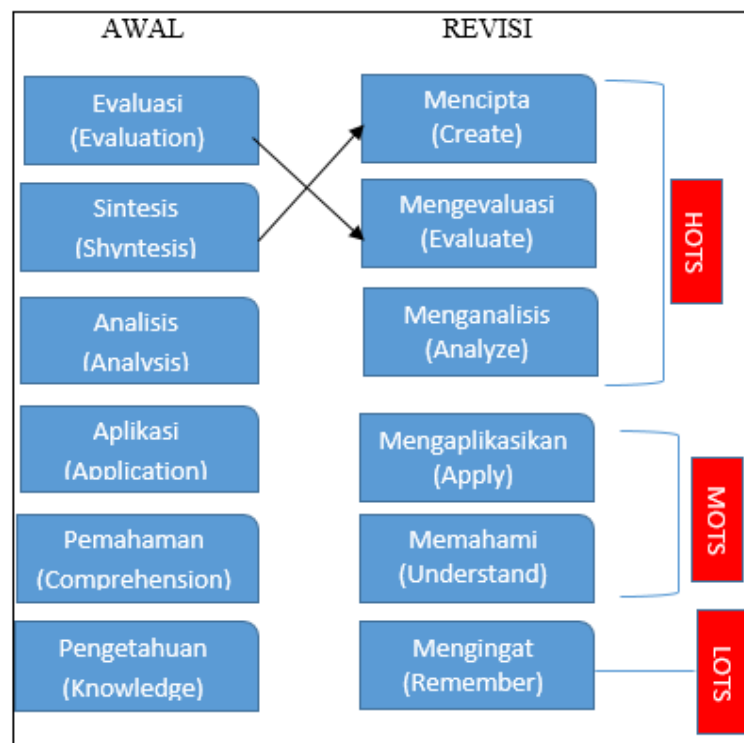 AWAL
REVISI
Evaluasi
(Evaluation)
Mencipta
(Create)
Sintesis
(Shyntesis)
Mengevaluasi
(Evaluate)
HOTS
Analisis
(Analysis)
Menganalisis
(Analyze)
Aplikasi
(Application)
Mengaplikasikan
(Apply)
MOTS
Pemahaman
(Comprehension)
Memahami
(Understand)
Pengetahuan
(Knowledge)
Mengingat
(Remember)
LOTS